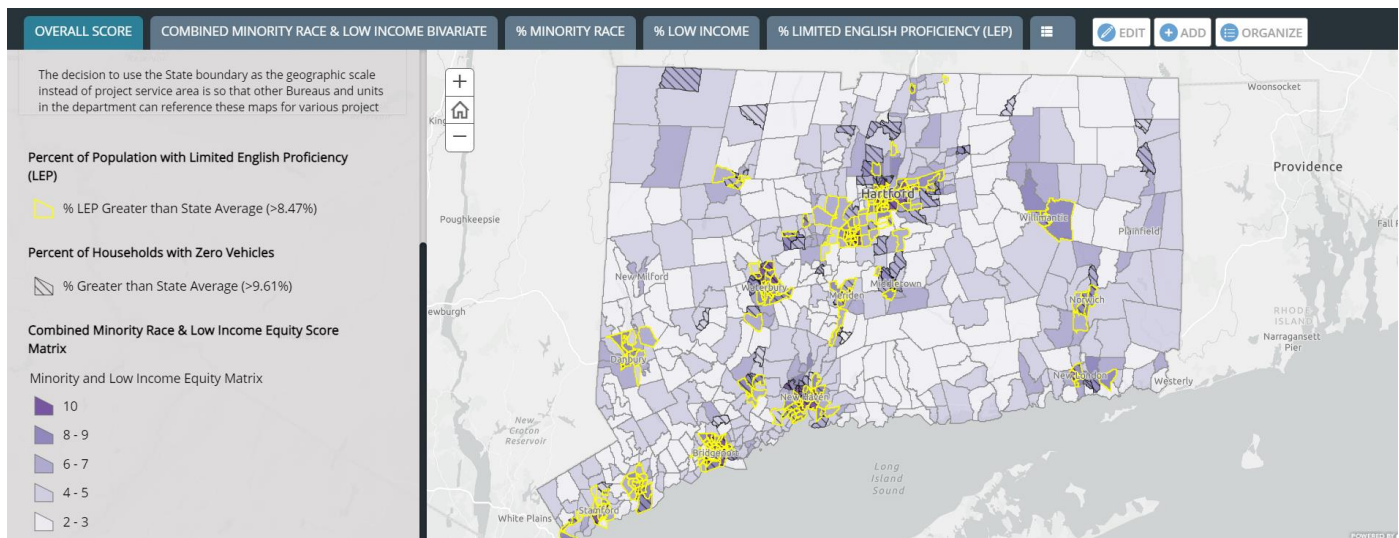 OVERALL SCORE
COMBINED MINORITY RACE & LOW INCOME BIVARIATE
% MINORITY RACE
% LOW INCOME
% LIMITED ENGLISH PROFICIENCY (LEP)
EDIT
ADD
ORGANIZE
The decision to use the State boundary as the geographic scale
instead of project service area is so that other Bureaus and units
in the department can reference these maps for various project
Percent of Population with Limited English Proficiency
(LEP)
% LEP Greater than State Average (>8.47%)
Percent of Households with Zero Vehicles
% Greater than State Average (>9.61%)
Combined Minority Race & Low Income Equity Score
Matrix
Minority and Low Income Equity Matrix
10
8 - 9
6 - 7
4 - 5
2 - 3
+
−
Woonsocket
Providence
Hartford
Poughkeepsie
Willimantic
Plainfield
Fall
New Milford
Waterbury
Meriden
Middletown
Norwich
RHODE
ISLAND
Narragansett
Pier
ewburgh
Danbury
New London
Westerly
New Haven
New
Croton
Reservoir
Bridgeport
Long
Island
Sound
Stamford
White Plains
POWERED BY